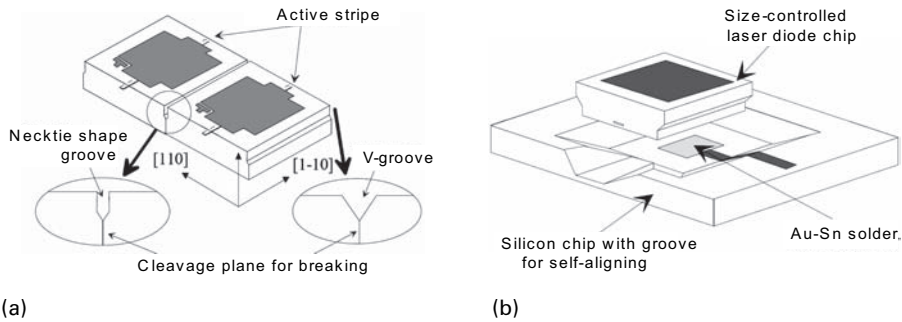 Active stripe
Necktie shape
groove
[110]
[1-10]
V-groove
Cleavage plane for breaking
(a)
(b)
Size-controlled
laser diode chip
Silicon chip with groove
for self-aligning
Au-Sn solder